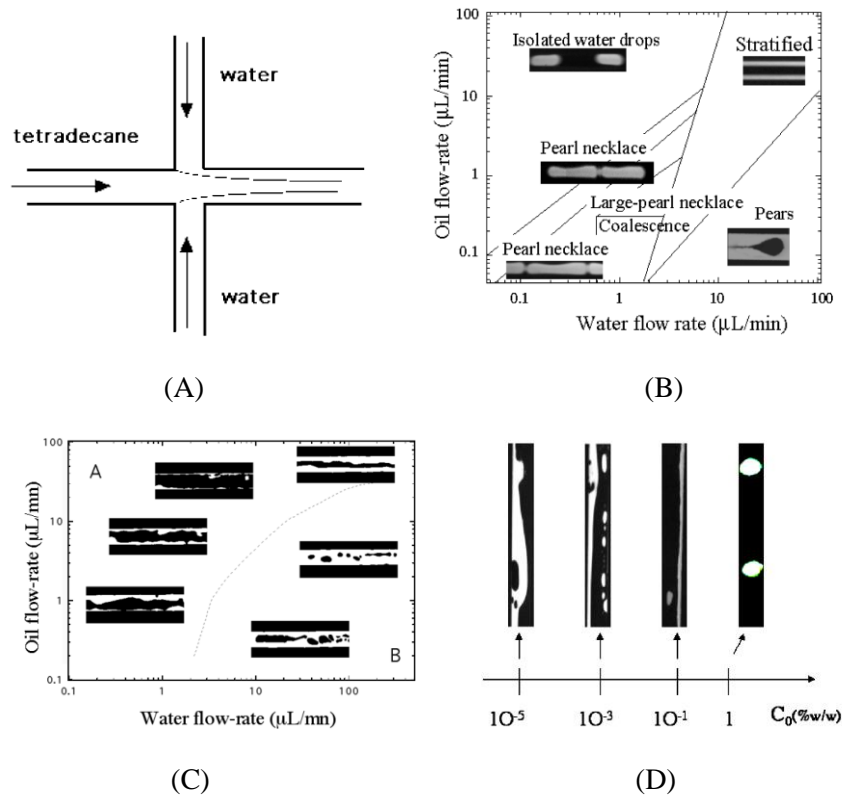 water
tetradecane
water
(A)
Isolated water drops
Stratified
Pearl necklace
Large-pearl necklace
Coalescence
Pears
Pearl necklace
Oil flow-rate (µL/min)
100
10
1
0.1
0.1
1
10
100
Water flow rate (µL/min)
(B)
A
B
Oil flow-rate (µL/mn)
100
10
1
0.1
0.1
1
10
100
Water flow-rate (µL/mn)
(C)
10⁻⁵
10⁻³
10⁻¹
1
C₀(%w/w)
(D)